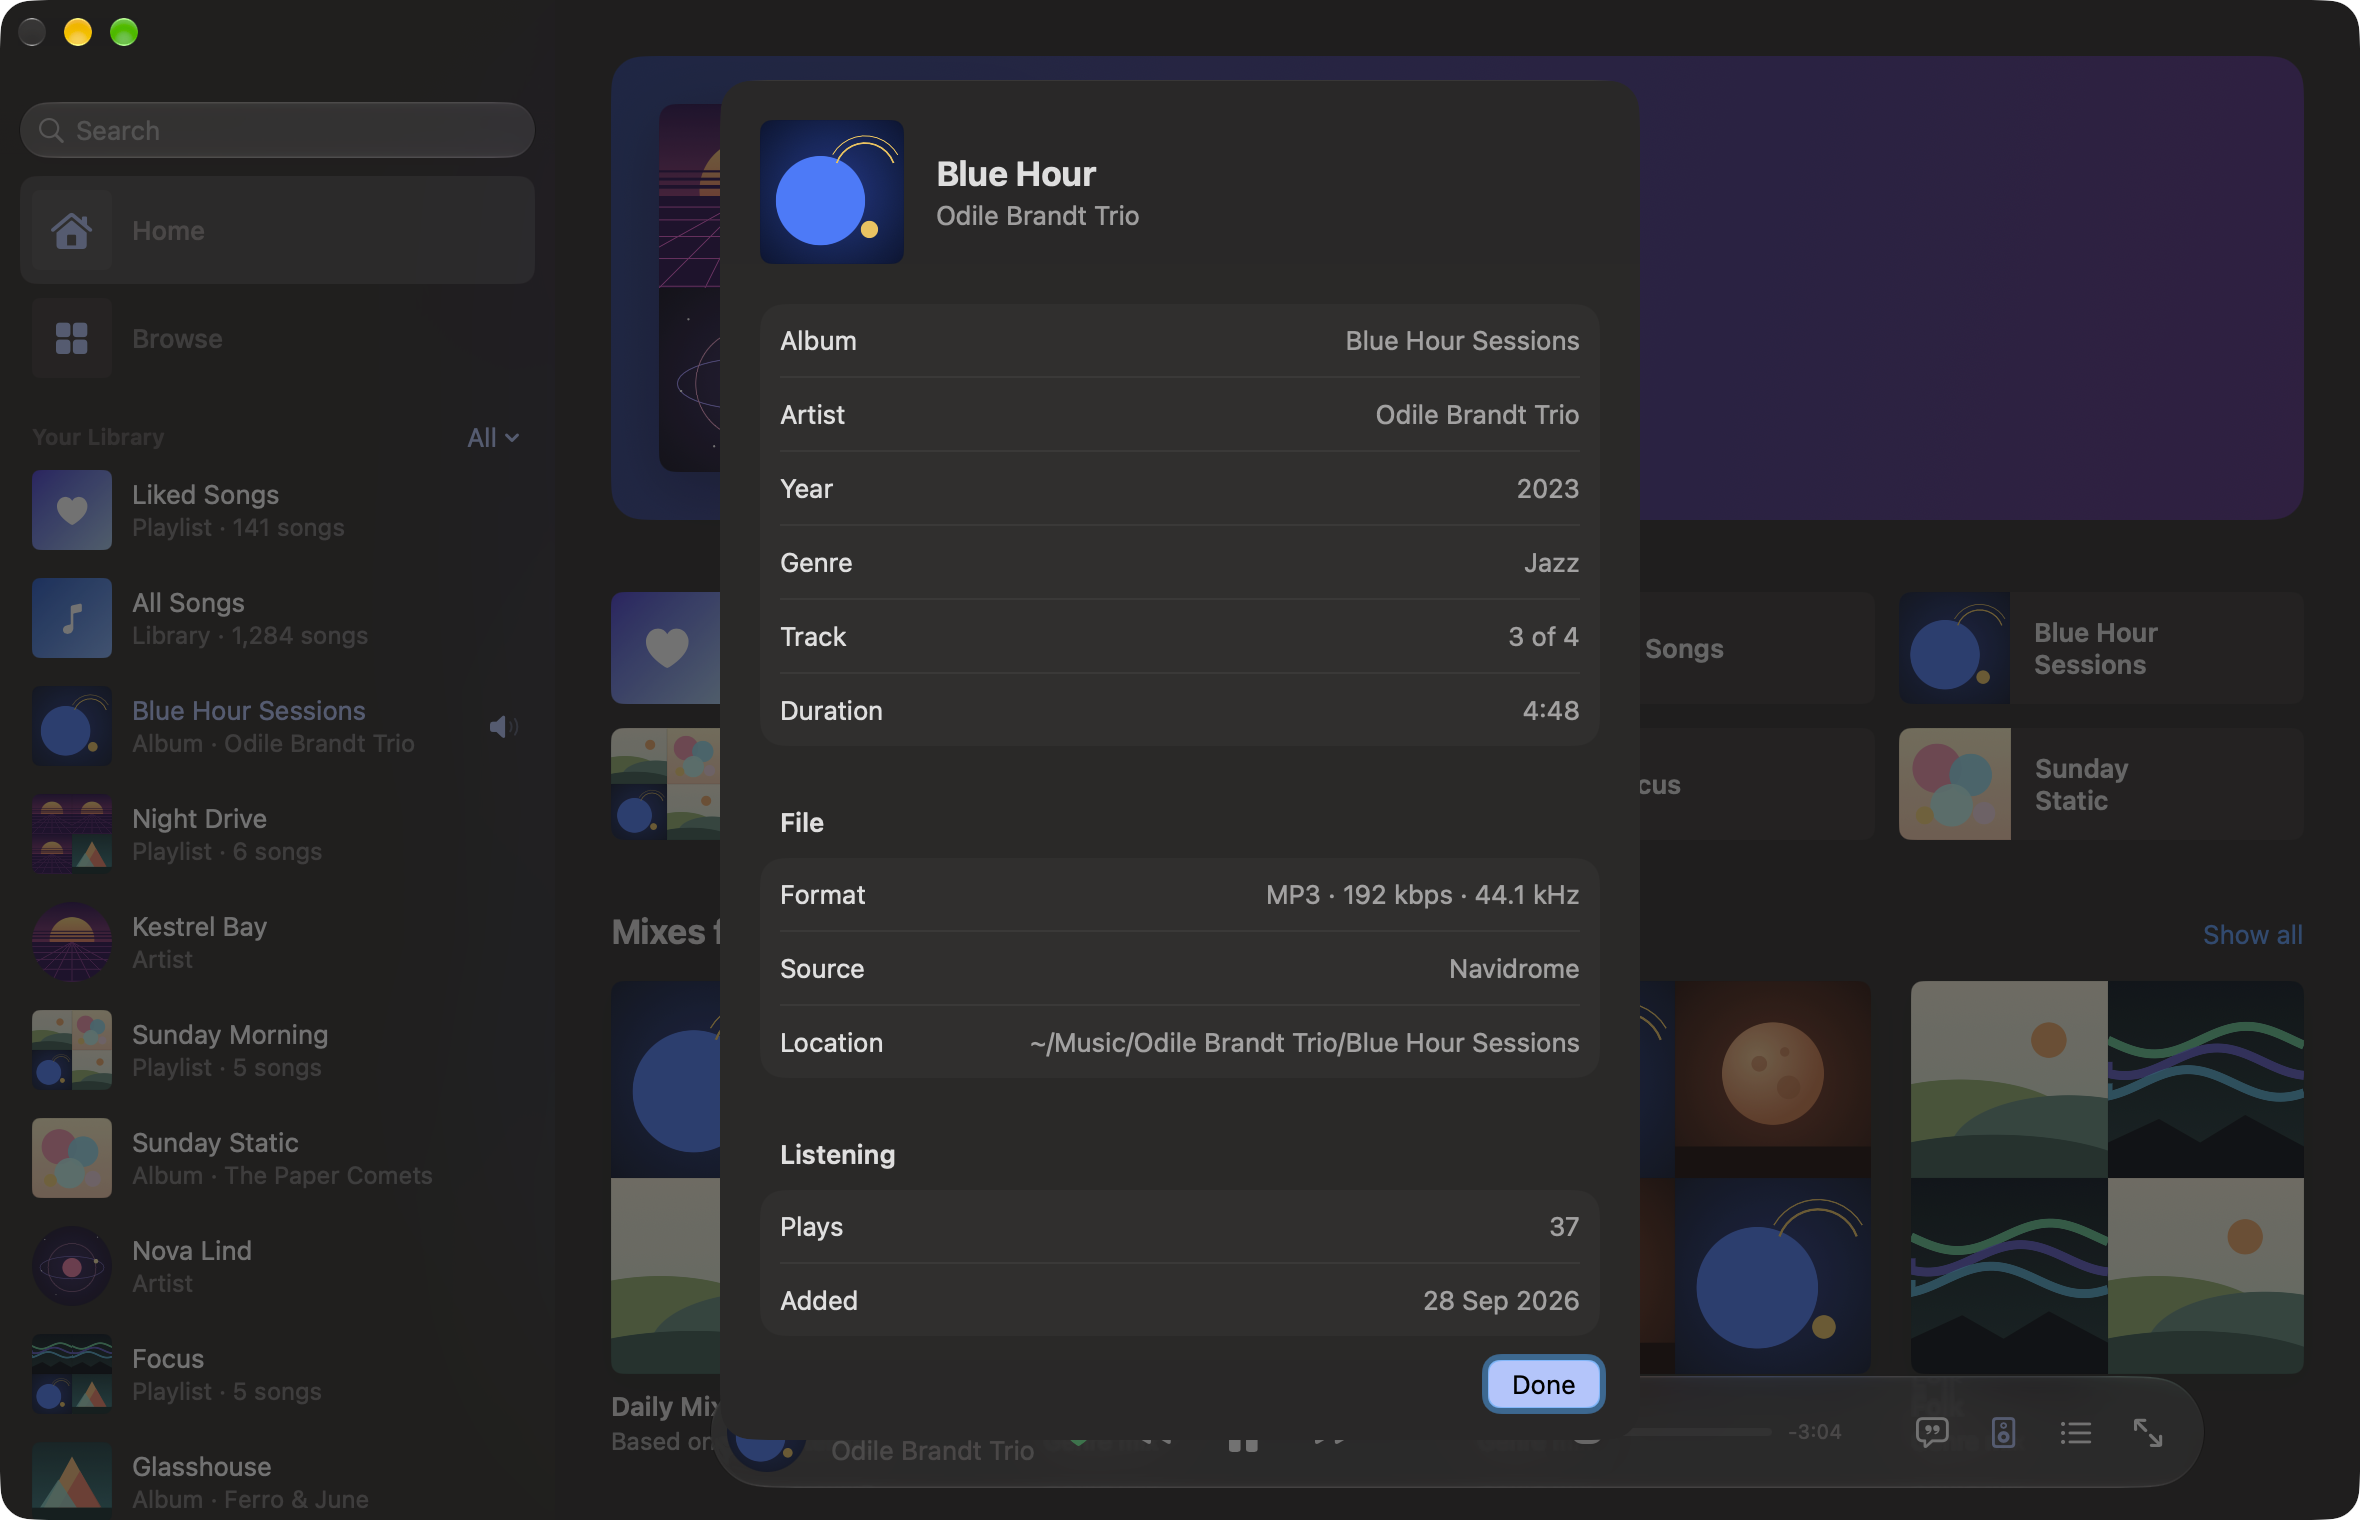 Search
Home
Browse
Your Library
All
Liked Songs
Playlist · 141 songs
All Songs
Library · 1,284 songs
Blue Hour Sessions
Album · Odile Brandt Trio
Night Drive
Playlist · 6 songs
Kestrel Bay
Artist
Sunday Morning
Playlist · 5 songs
Sunday Static
Album · The Paper Comets
Nova Lind
Artist
Focus
Playlist · 5 songs
Glasshouse
Album · Ferro & June
Blue Hour
Odile Brandt Trio
Album Blue Hour Sessions
Artist Odile Brandt Trio
Year 2023
Genre Jazz
Track 3 of 4
Duration 4:48
File
Format MP3 · 192 kbps · 44.1 kHz
Source Navidrome
Location ~/Music/Odile Brandt Trio/Blue Hour Sessions
Listening
Plays 37
Added 28 Sep 2026
Done
Songs
Blue Hour
Sessions
Sunday
Static
Mixes
Show all
Daily Mix
Based on
Odile Brandt Trio
-3:04